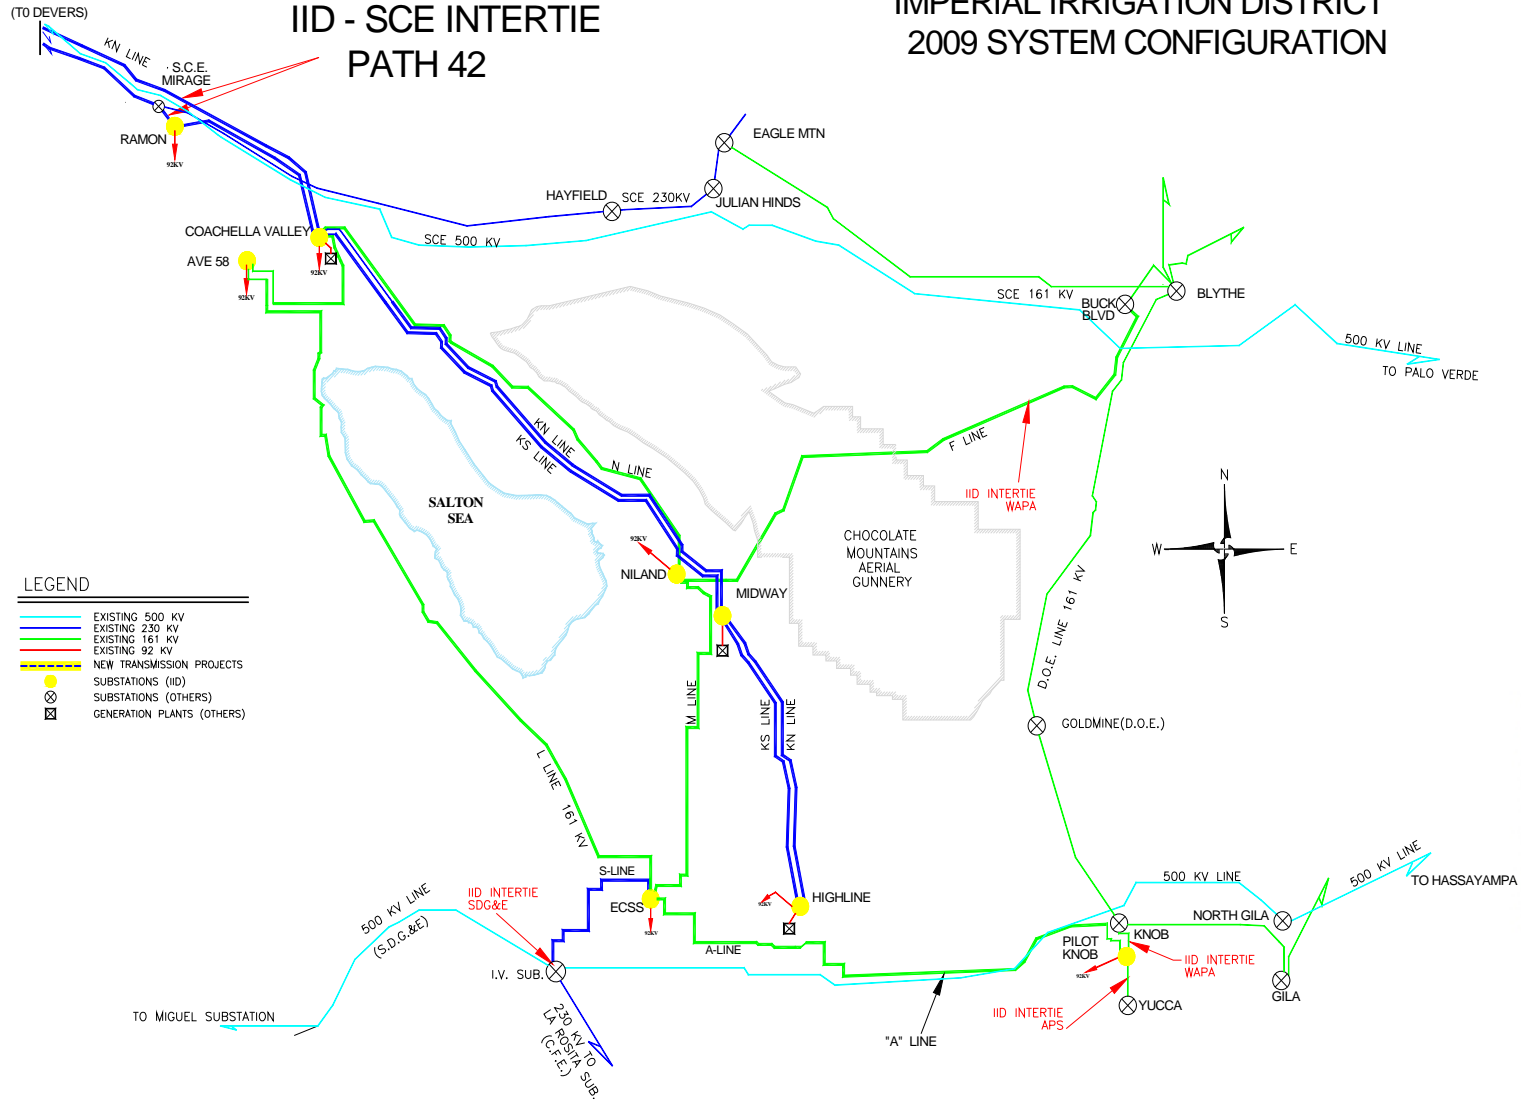 (T0 DEVERS)
IID - SCE INTERTIE
PATH 42
IMPERIAL IRRIGATION DISTRICT
2009 SYSTEM CONFIGURATION
KN LINE
S.C.E.
MIRAGE
RAMON
92KV
EAGLE MTN
HAYFIELD
SCE 230KV
JULIAN HINDS
COACHELLA VALLEY
SCE 500 KV
AVE 58
92KV
92KV
SCE 161 KV
BUCK
BLVD
BLYTHE
500 KV LINE
TO PALO VERDE
KN LINE
KS LINE
N LINE
F LINE
SALTON
SEA
IID INTERTIE
WAPA
N
W
E
S
CHOCOLATE
MOUNTAINS
AERIAL
GUNNERY
92KV
NILAND
MIDWAY
D.O.E. LINE 161 KV
LEGEND
EXISTING 500 KV
EXISTING 230 KV
EXISTING 161 KV
EXISTING 92 KV
NEW TRANSMISSION PROJECTS
SUBSTATIONS (IID)
SUBSTATIONS (OTHERS)
GENERATION PLANTS (OTHERS)
M LINE
KS LINE
KN LINE
GOLDMINE(D.O.E.)
L LINE 161 KV
S-LINE
IID INTERTIE
SDG&E
ECSS
92KV
92KV
HIGHLINE
500 KV LINE
500 KV LINE
TO HASSAYAMPA
500 KV LINE
(S.D.G.&E)
A-LINE
NORTH GILA
KNOB
PILOT
KNOB
92KV
IID INTERTIE
WAPA
I.V. SUB.
GILA
YUCCA
IID INTERTIE
APS
TO MIGUEL SUBSTATION
230 KV TO
LA ROSITA SUB.
(C.F.E.)
"A" LINE